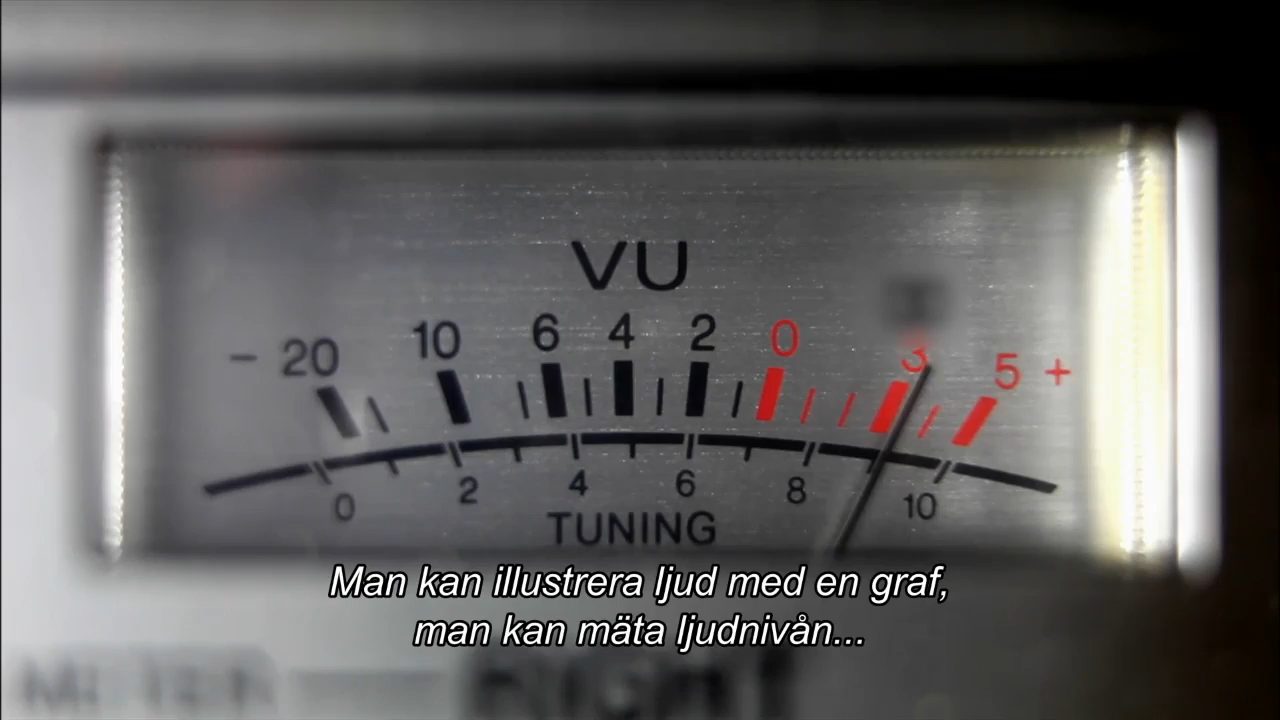 VU
- 20 10 6 4 2 0 3 5 +
0 2 4 6 8 10
TUNING
Man kan illustrera ljud med en graf,
man kan mäta ljudnivån...